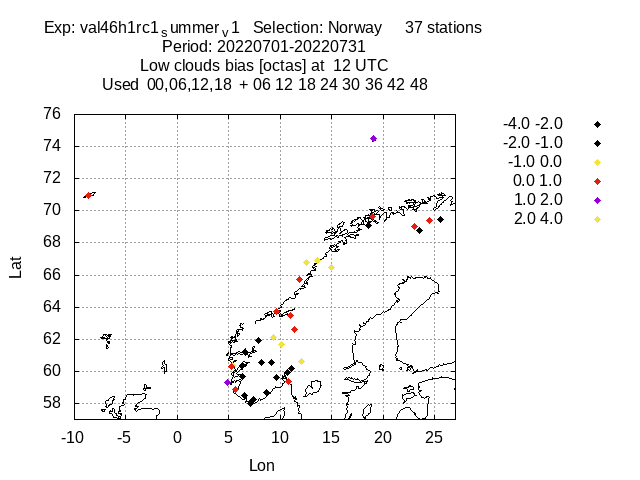 Exp: val46h1rc1summerv1 Selection: Norway 37 stations
Period: 20220701-20220731
Low clouds bias [octas] at 12 UTC
Used 00,06,12,18 + 06 12 18 24 30 36 42 48
76
74
72
70
68
66
64
62
60
58
Lat
-10 -5 0 5 10 15 20 25
Lon
-4.0 -2.0
-2.0 -1.0
-1.0 0.0
0.0 1.0
1.0 2.0
2.0 4.0